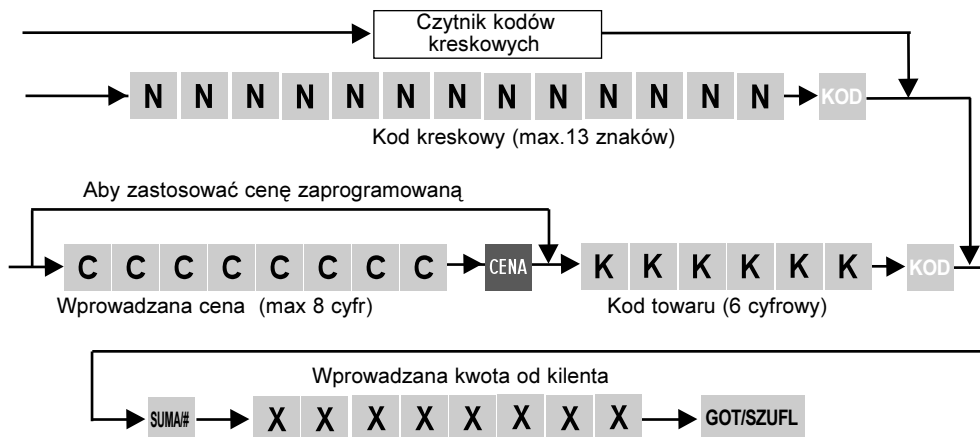 Czytnik kodów
kreskowych
N N N N N N N N N N N N N KOD
Kod kreskowy (max.13 znaków)
Aby zastosować cenę zaprogramowaną
C C C C C C C C CENA K K K K K K KOD
Wprowadzana cena (max 8 cyfr) Kod towaru (6 cyfrowy)
Wprowadzana kwota od kilenta
SUMA/# X X X X X X X X GOT/SZUFL